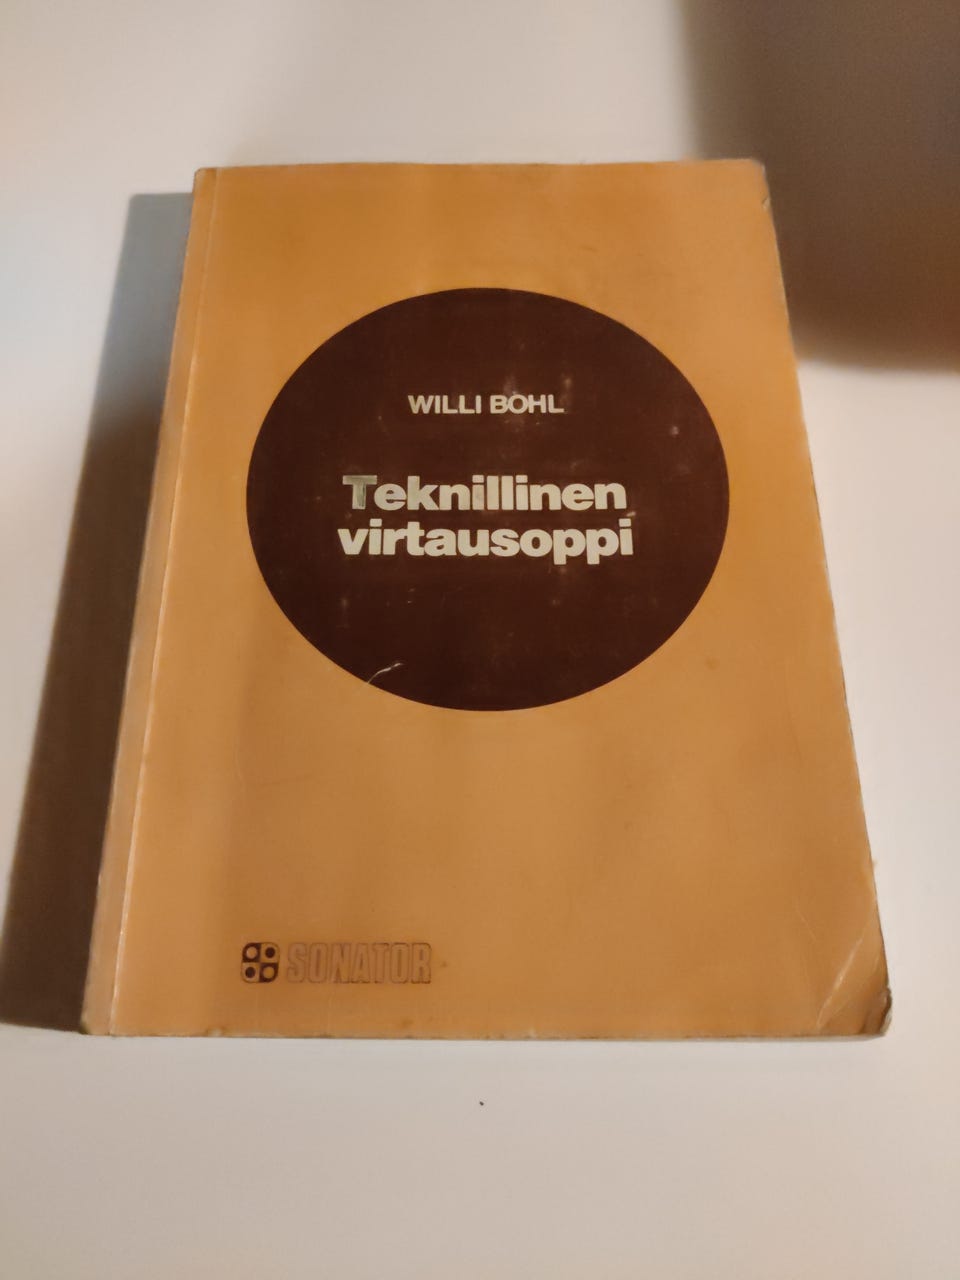 WILLI BOHL
Teknillinen
virtausoppi
SONATOR